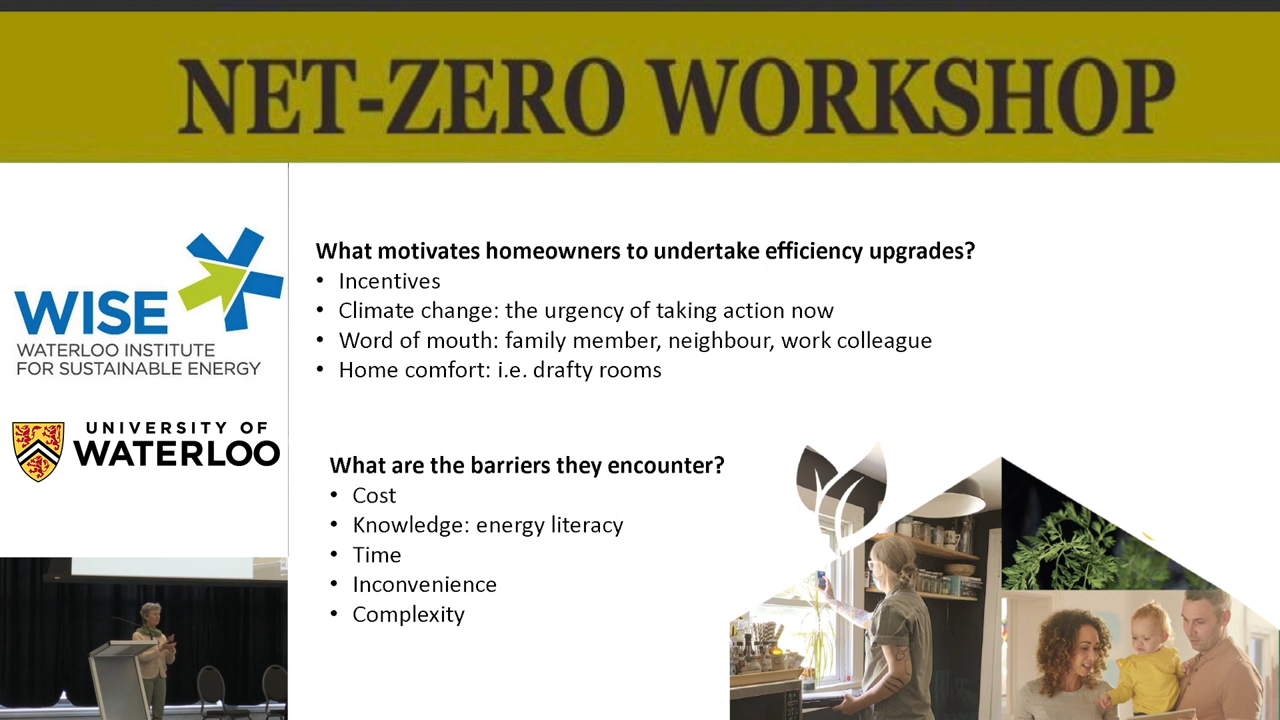 NET-ZERO WORKSHOP
WISE
WATERLOO INSTITUTE
FOR SUSTAINABLE ENERGY
UNIVERSITY OF
WATERLOO
What motivates homeowners to undertake efficiency upgrades?
• Incentives
• Climate change: the urgency of taking action now
• Word of mouth: family member, neighbour, work colleague
• Home comfort: i.e. drafty rooms
What are the barriers they encounter?
• Cost
• Knowledge: energy literacy
• Time
• Inconvenience
• Complexity